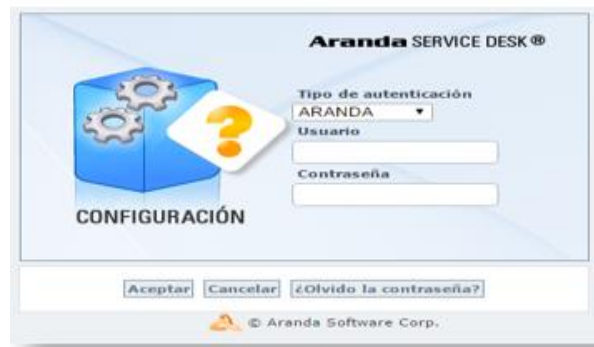 Aranda SERVICE DESK ®
Tipo de autenticación
ARANDA
Usuario
Contraseña
CONFIGURACIÓN
Aceptar Cancelar ¿Olvido la contraseña?
© Aranda Software Corp.